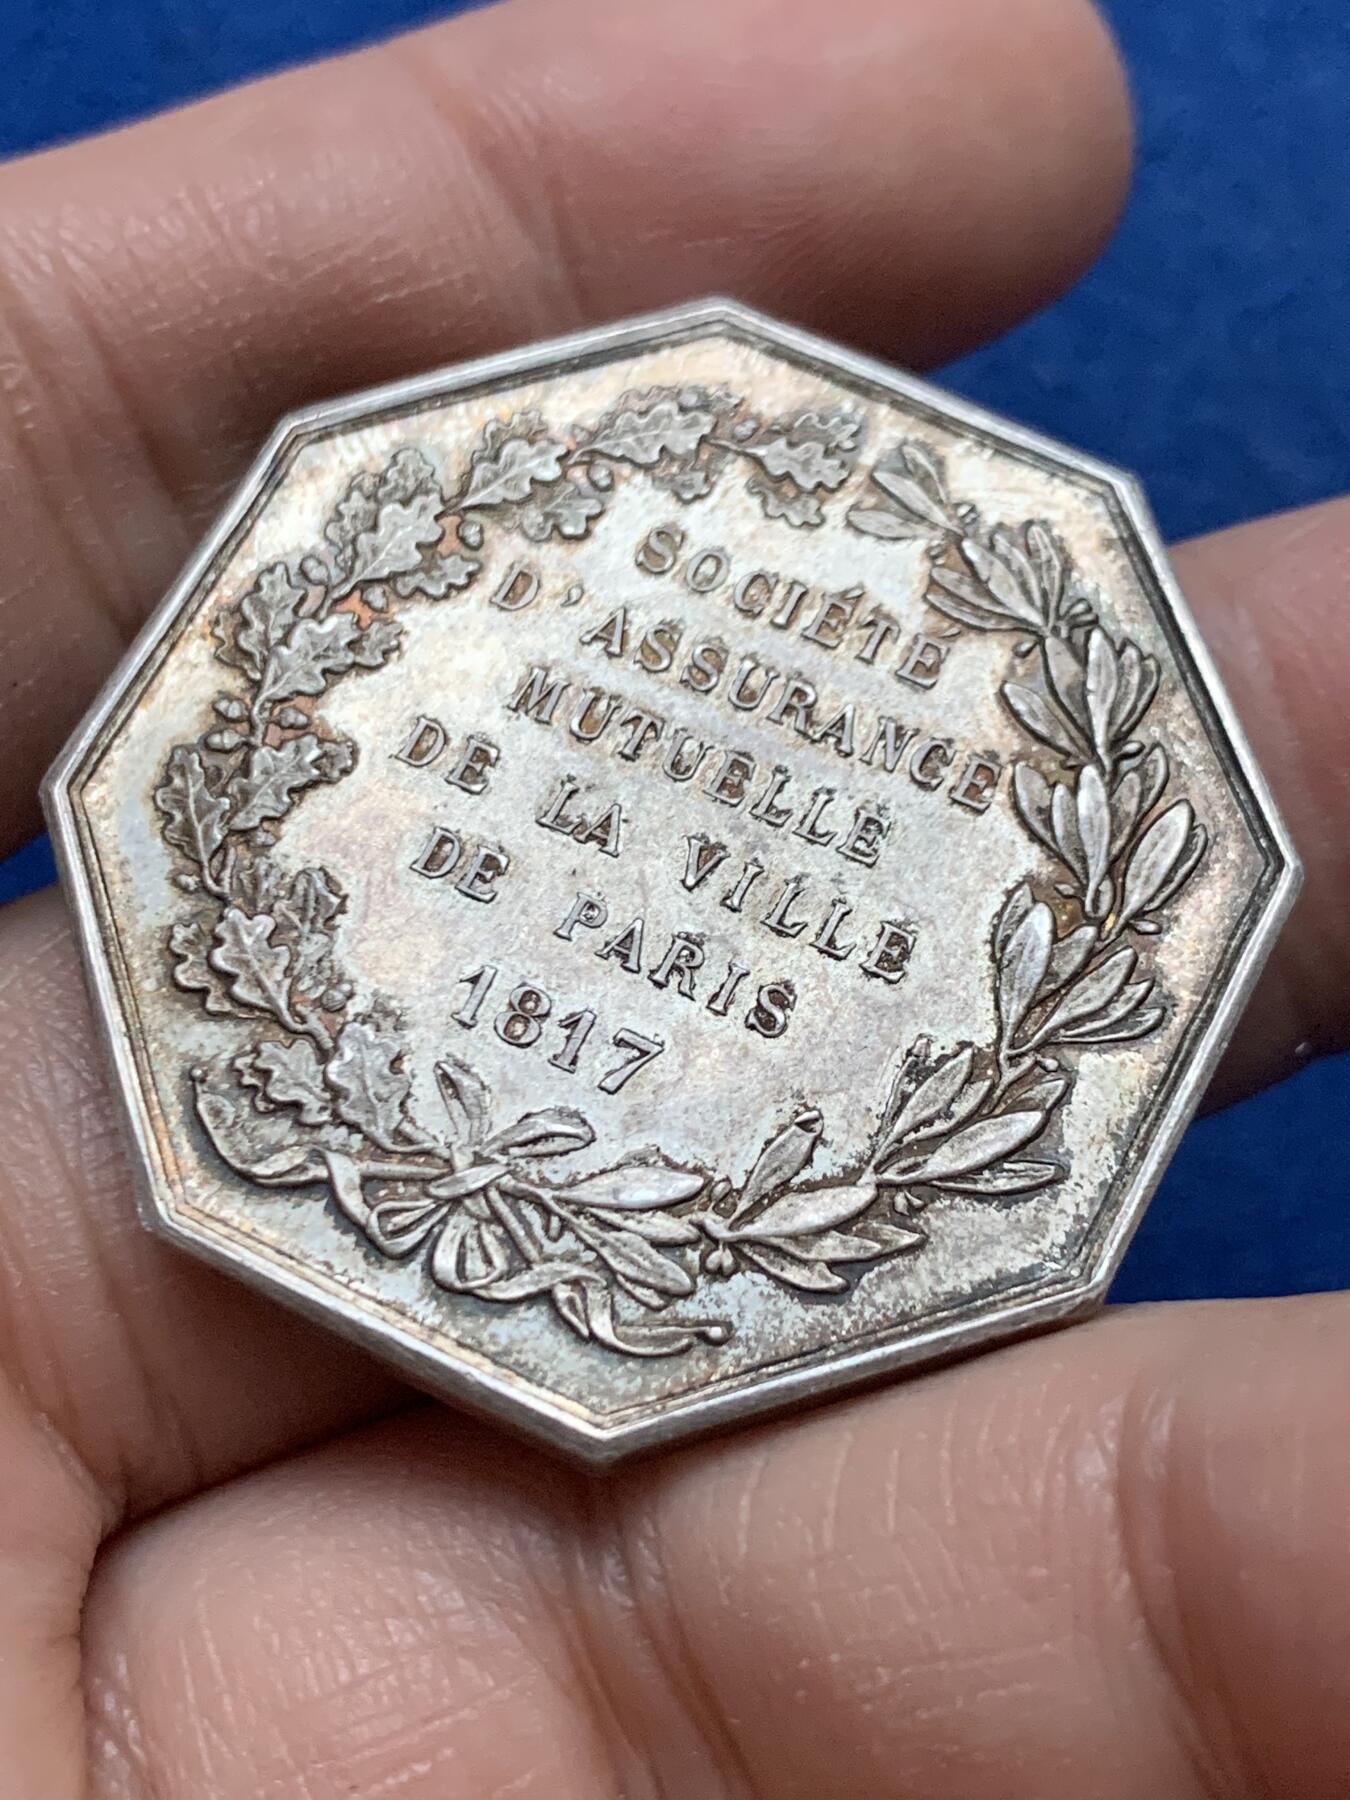 SOCIÉTÉ
D'ASSURANCE
MUTUELLE
DE LA VILLE
DE PARIS
1817